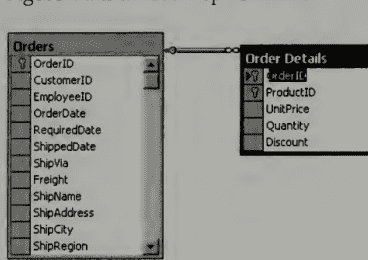 Orders
OrderID
CustomerID
EmployeeID
OrderDate
RequiredDate
ShippedDate
ShipVia
Freight
ShipName
ShipAddress
ShipCity
ShipRegion
Order Details
OrderID
ProductID
UnitPrice
Quantity
Discount